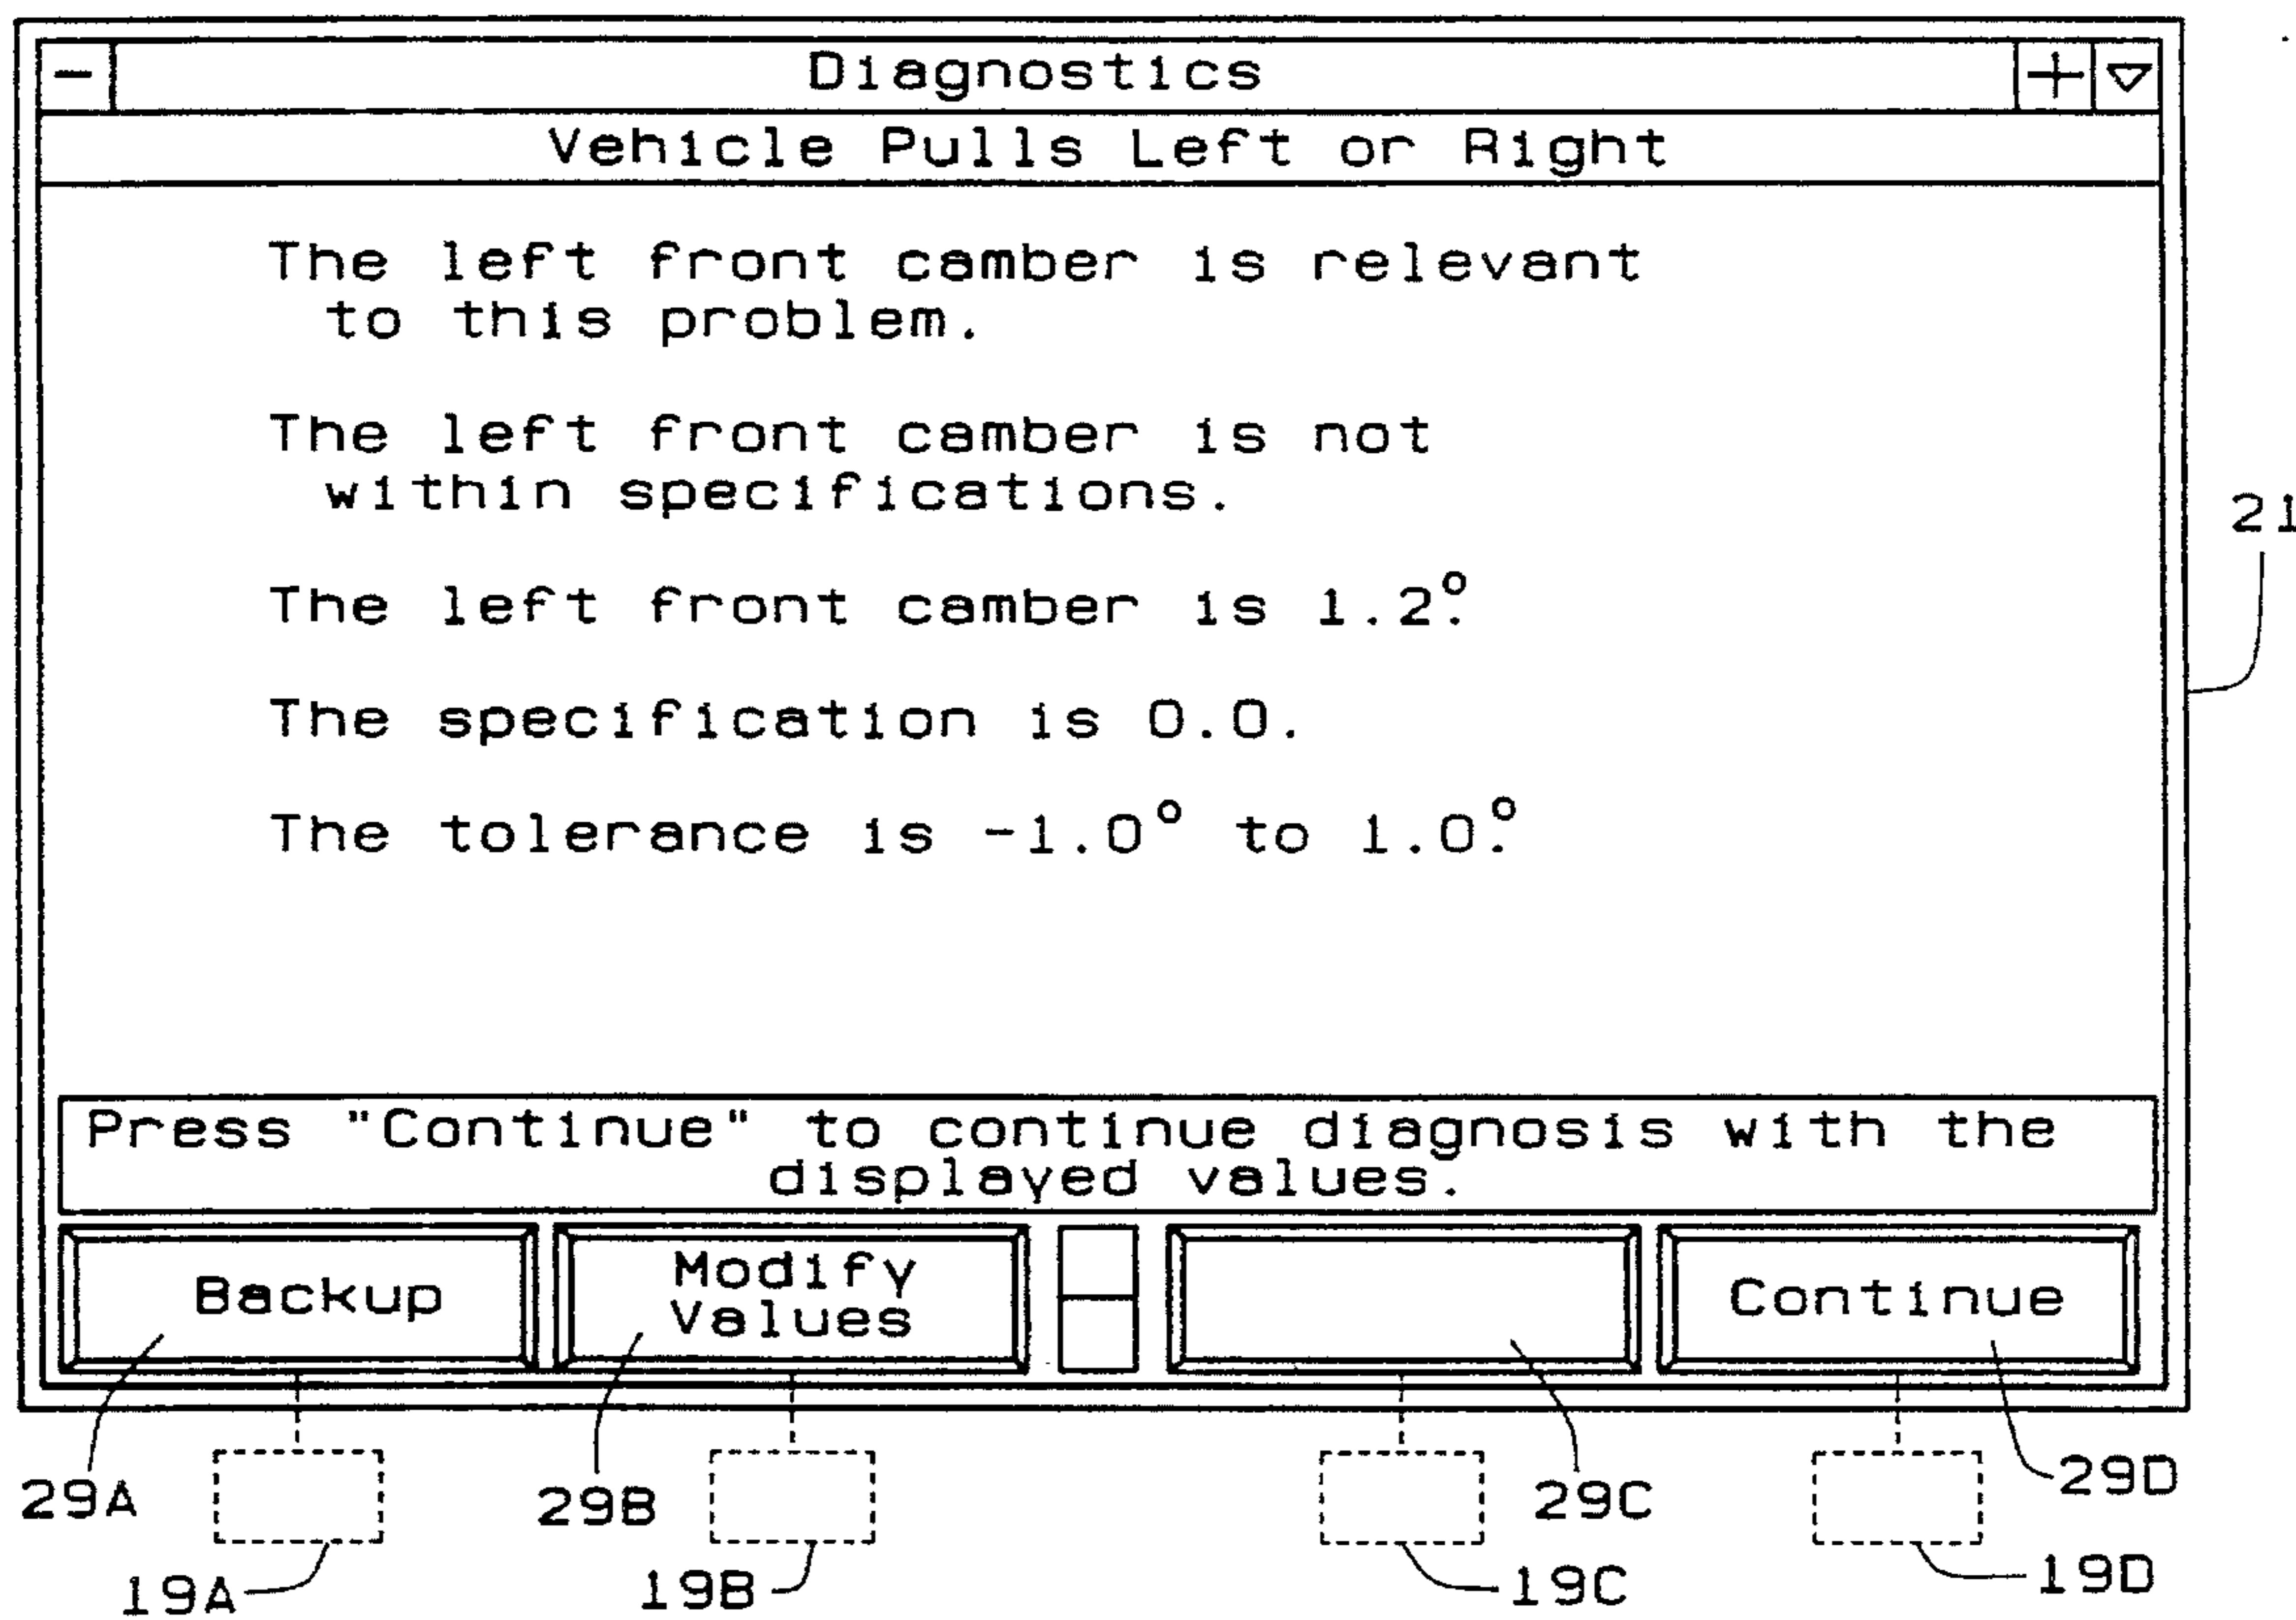 Diagnostics
Vehicle Pulls Left or Right
The left front camber is relevant
to this problem.
The left front camber is not
within specifications.
21
The left front camber is 1.2°.
The specification is 0.0.
The tolerance is -1.0° to 1.0°.
Press "Continue" to continue diagnosis with the
displayed values.
Backup
Modify
Values
Continue
29A
29B
29C
29D
19A
19B
19C
19D